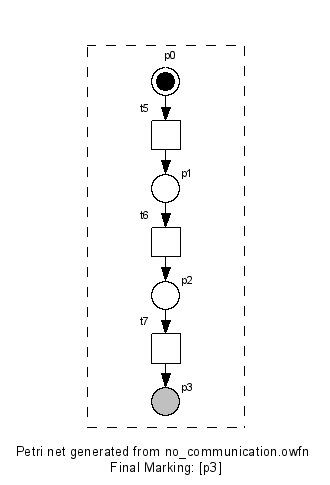 p0
t5
p1
t6
p2
t7
p3
Petri net generated from no_communication.owfn
Final Marking: [p3]